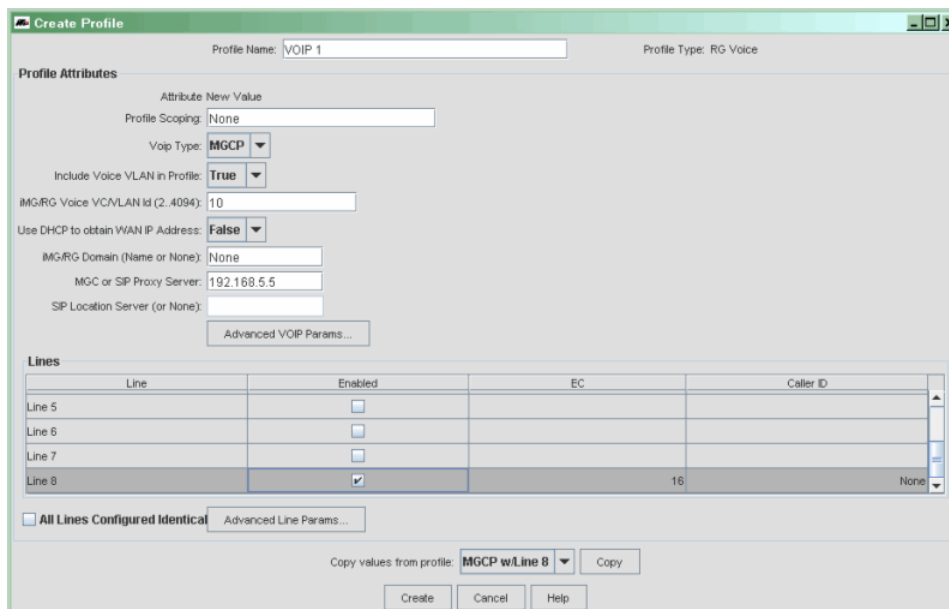 Create Profile
Profile Name: VOIP 1 Profile Type: RG Voice
Profile Attributes
Attribute New Value
Profile Scoping: None
Voip Type: MGCP
Include Voice VLAN in Profile: True
iMG/RG Voice VC/VLAN Id (2..4094): 10
Use DHCP to obtain WAN IP Address: False
iMG/RG Domain (Name or None): None
MGC or SIP Proxy Server: 192.168.5.5
SIP Location Server (or None):
Advanced VOIP Params...
Lines
Line Enabled EC Caller ID
Line 5
Line 6
Line 7
Line 8 16 None
All Lines Configured Identical Advanced Line Params...
Copy values from profile: MGCP w/Line 8 Copy
Create Cancel Help